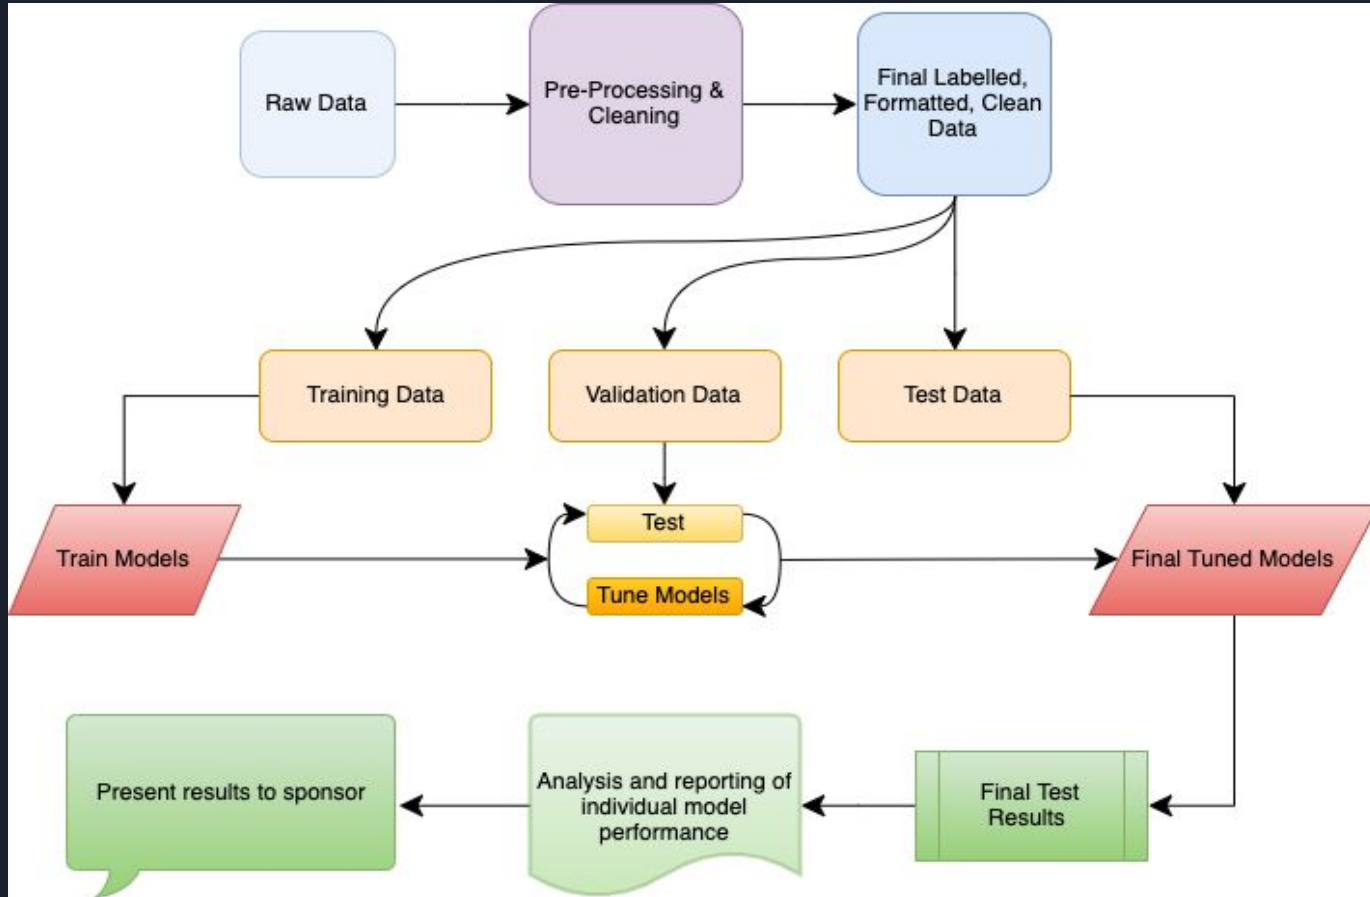 Raw Data
Pre-Processing &
Cleaning
Final Labelled,
Formatted, Clean
Data
Training Data
Validation Data
Test Data
Train Models
Test
Tune Models
Final Tuned Models
Present results to sponsor
Analysis and reporting of
individual model
performance
Final Test
Results